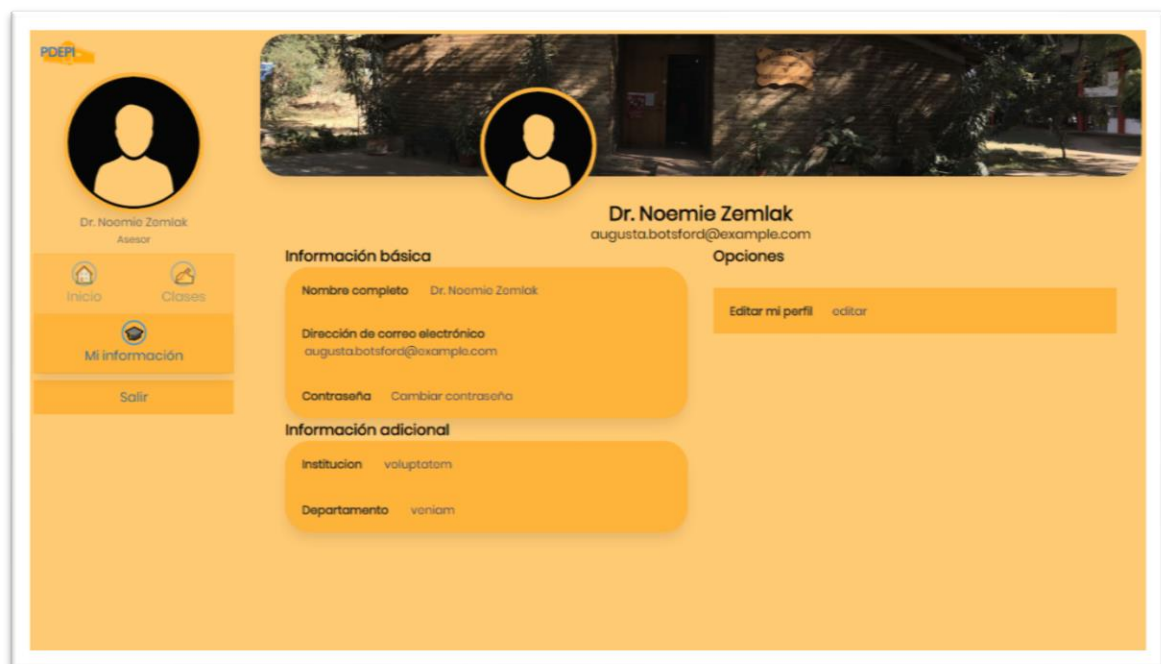 PDEPI
Dr. Noemie Zemlak
Asesor
Inicio
Clases
Mi información
Salir
Dr. Noemie Zemlak
augusta.botsford@example.com
Información básica
Nombre completo Dr. Noemie Zemlak
Dirección de correo electrónico
augusta.botsford@example.com
Contraseña Cambiar contraseña
Información adicional
Institucion voluptatem
Departamento veniam
Opciones
Editar mi perfil editar